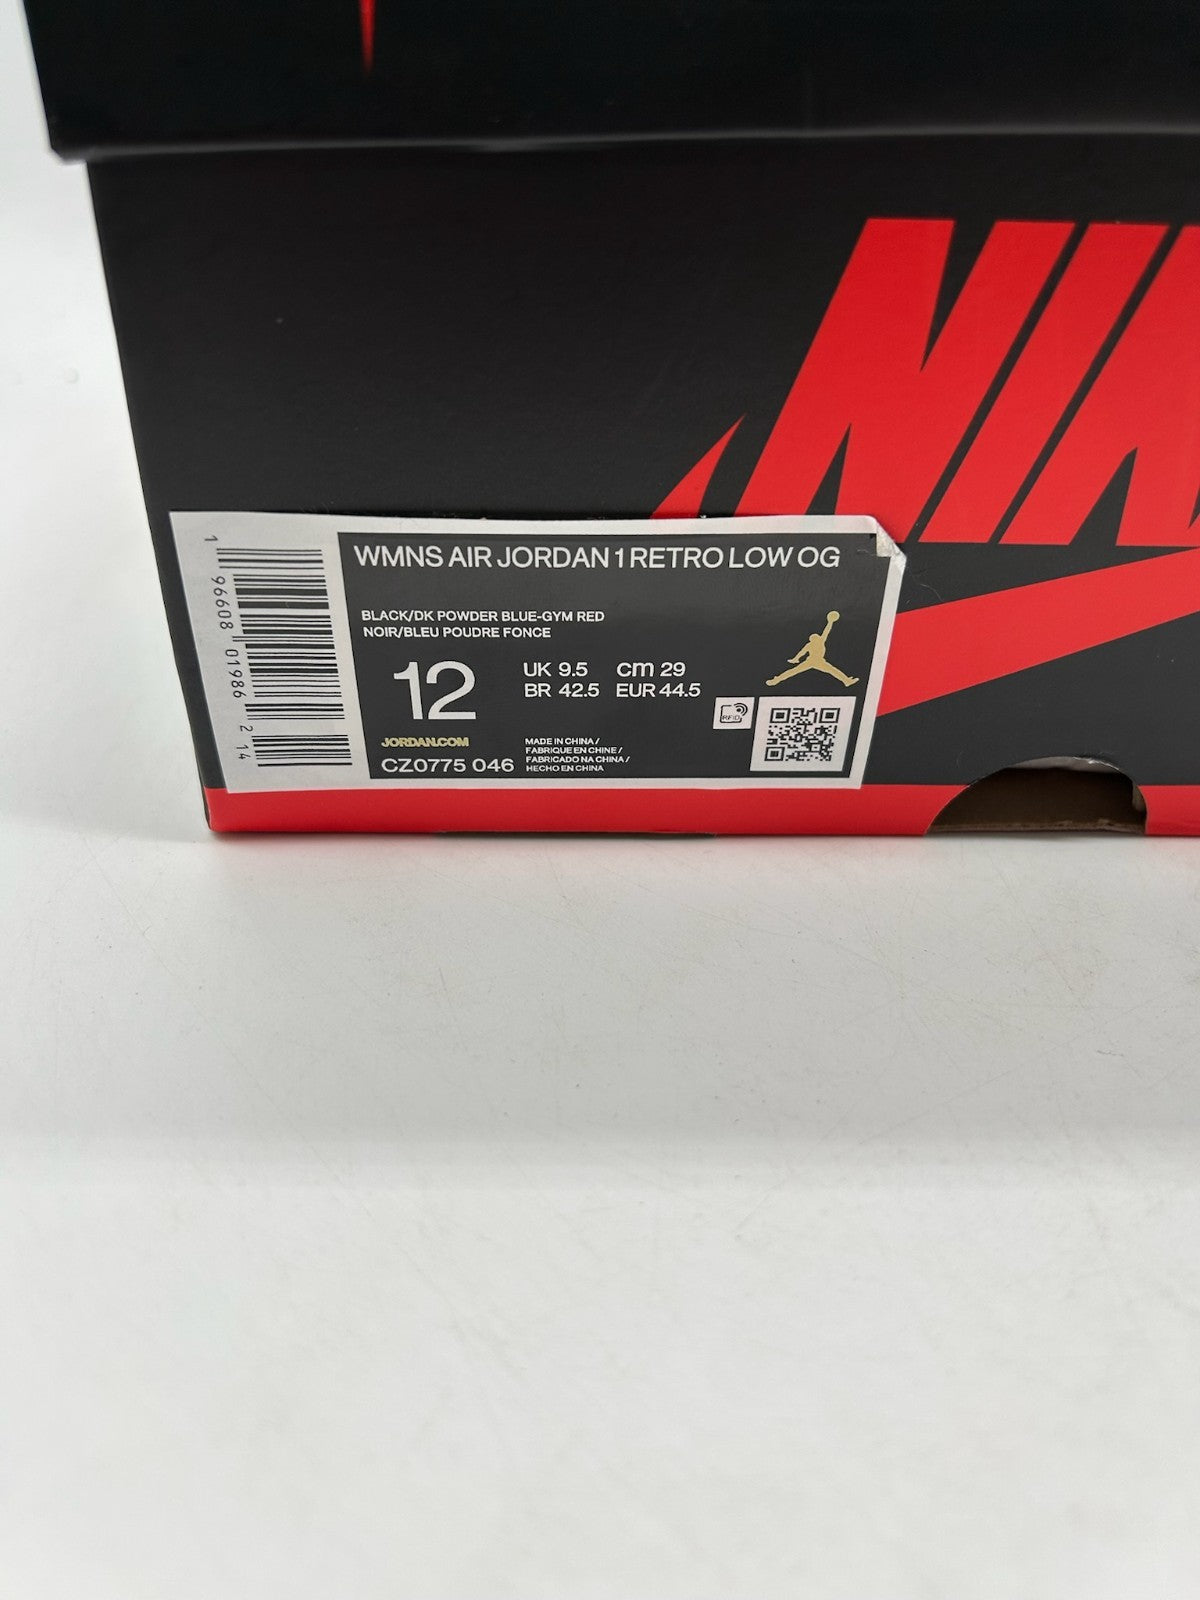 NIK
WMNS AIR JORDAN 1 RETRO LOW OG
BLACK/DK POWDER BLUE-GYM RED
NOIR/BLEU POUDRE FONCE
12
UK 9.5 cm 29
BR 42.5 EUR 44.5
RFID
JORDAN.COM
CZ0775 046
MADE IN CHINA /
FABRIQUE EN CHINE /
FABRICADO NA CHINA /
HECHO EN CHINA
1 96608 01986 2 14